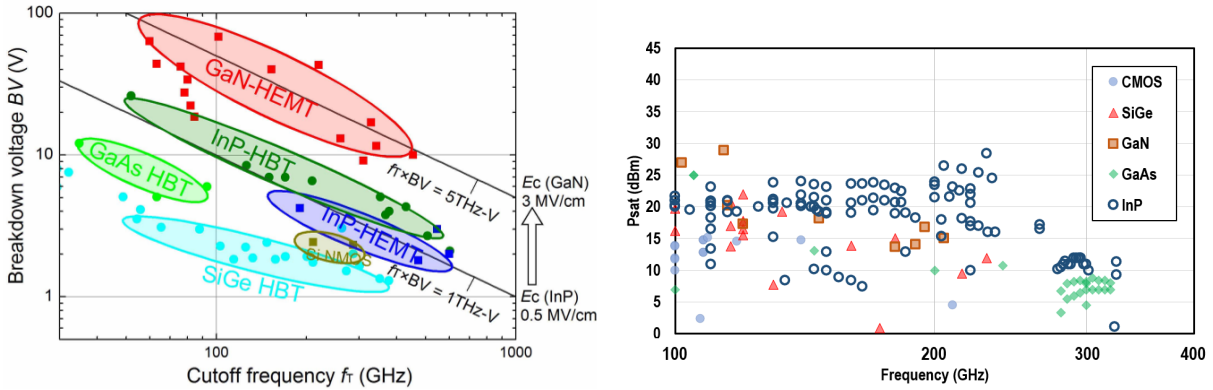 100
10
1
Breakdown voltage BV (V)
GaN-HEMT
InP-HBT
GaAs HBT
InP-HEMT
Si NMOS
SiGe HBT
fT×BV = 5THz-V
fT×BV = 1THz-V
Ec (GaN)
3 MV/cm
Ec (InP)
0.5 MV/cm
100
1000
Cutoff frequency fT (GHz)
45
40
35
30
25
20
15
10
5
0
Psat (dBm)
CMOS
SiGe
GaN
GaAs
InP
100
200
300
400
Frequency (GHz)